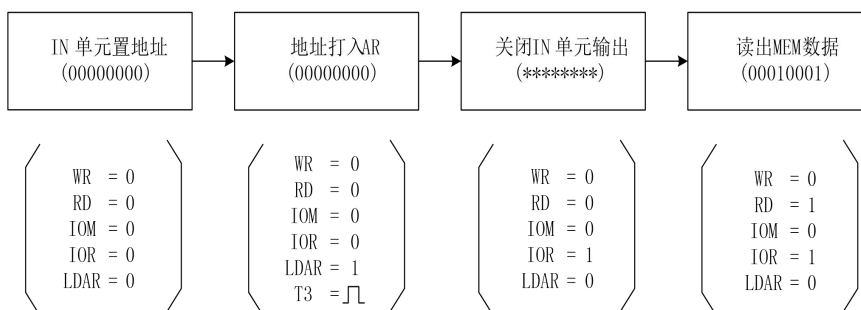 IN 单元置地址
(00000000)
地址打入AR
(00000000)
关闭IN 单元输出
(********)
读出MEM数据
(00010001)
WR = 0
RD = 0
IOM = 0
IOR = 0
LDAR = 0
WR = 0
RD = 0
IOM = 0
IOR = 0
LDAR = 1
T3 =
WR = 0
RD = 0
IOM = 0
IOR = 1
LDAR = 0
WR = 0
RD = 1
IOM = 0
IOR = 1
LDAR = 0